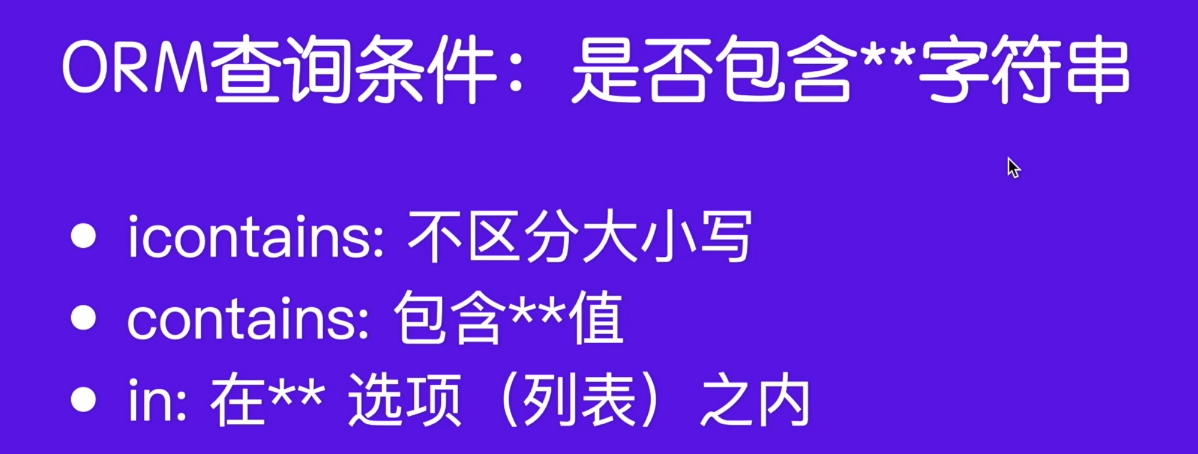 ORM查询条件：是否包含**字符串
• icontains: 不区分大小写
• contains: 包含**值
• in: 在** 选项（列表）之内